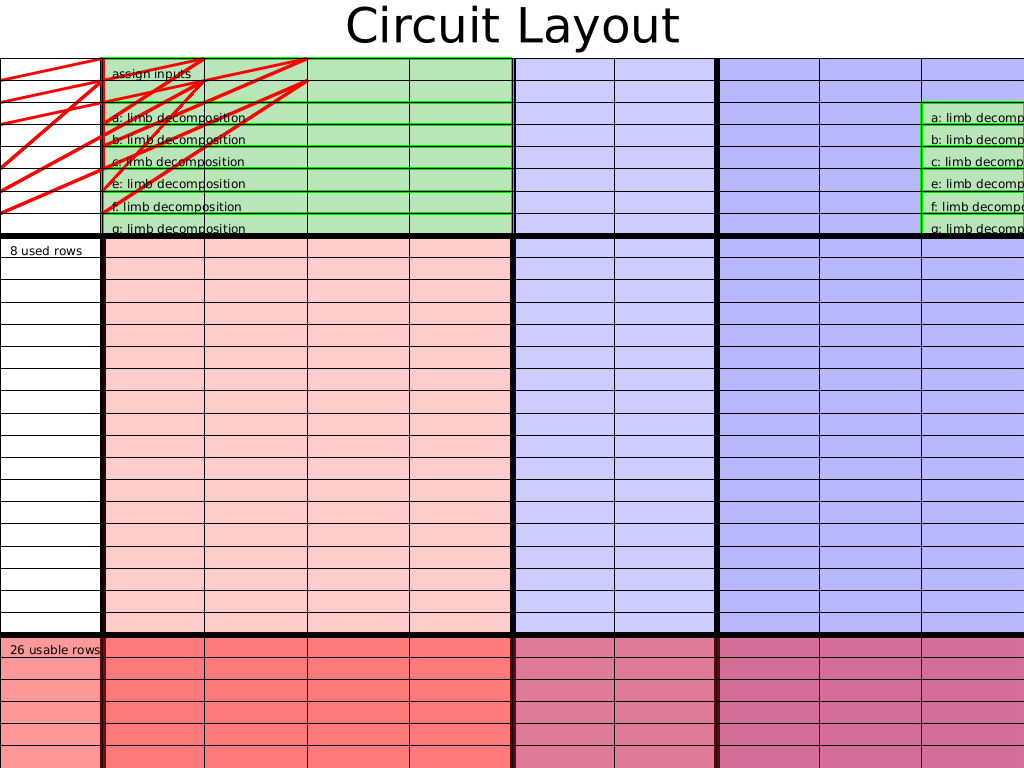 Circuit Layout
assign inputs
a: limb decomposition
a: limb decomp
b: limb decomposition
b: limb decomp
c: limb decomposition
c: limb decomp
e: limb decomposition
e: limb decomp
f: limb decomposition
f: limb decompo
g: limb decomposition
g: limb decomp
8 used rows
26 usable rows